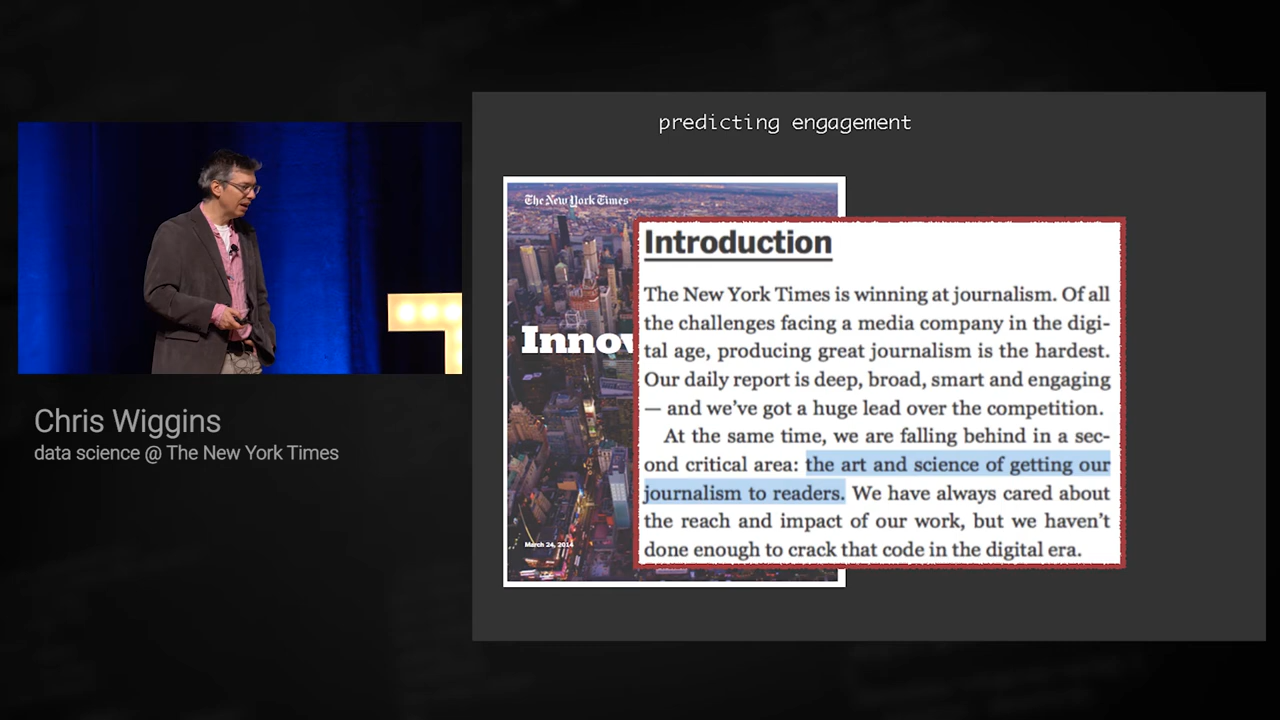 predicting engagement
The New York Times
Innov
March 24, 2014
Introduction
The New York Times is winning at journalism. Of all
the challenges facing a media company in the digi-
tal age, producing great journalism is the hardest.
Our daily report is deep, broad, smart and engaging
— and we've got a huge lead over the competition.
At the same time, we are falling behind in a sec-
ond critical area: the art and science of getting our
journalism to readers. We have always cared about
the reach and impact of our work, but we haven't
done enough to crack that code in the digital era.
Chris Wiggins
data science @ The New York Times